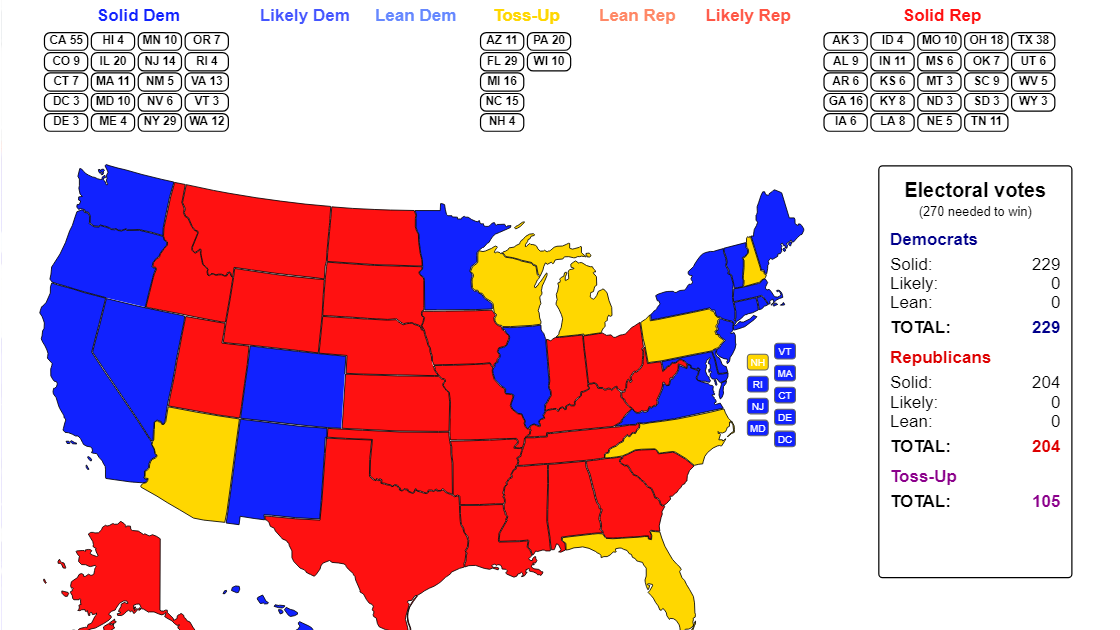 Solid Dem Likely Dem Lean Dem Toss-Up Lean Rep Likely Rep Solid Rep
CA 55 HI 4 MN 10 OR 7 AZ 11 PA 20 AK 3 ID 4 MO 10 OH 18 TX 38
CO 9 IL 20 NJ 14 RI 4 FL 29 WI 10 AL 9 IN 11 MS 6 OK 7 UT 6
CT 7 MA 11 NM 5 VA 13 MI 16 AR 6 KS 6 MT 3 SC 9 WV 5
DC 3 MD 10 NV 6 VT 3 NC 15 GA 16 KY 8 ND 3 SD 3 WY 3
DE 3 ME 4 NY 29 WA 12 NH 4 IA 6 LA 8 NE 5 TN 11
Electoral votes
(270 needed to win)
Democrats
Solid: 229
Likely: 0
Lean: 0
TOTAL: 229
Republicans
Solid: 204
Likely: 0
Lean: 0
TOTAL: 204
Toss-Up
TOTAL: 105
VT
NH
MA
RI
CT
NJ
DE
MD
DC